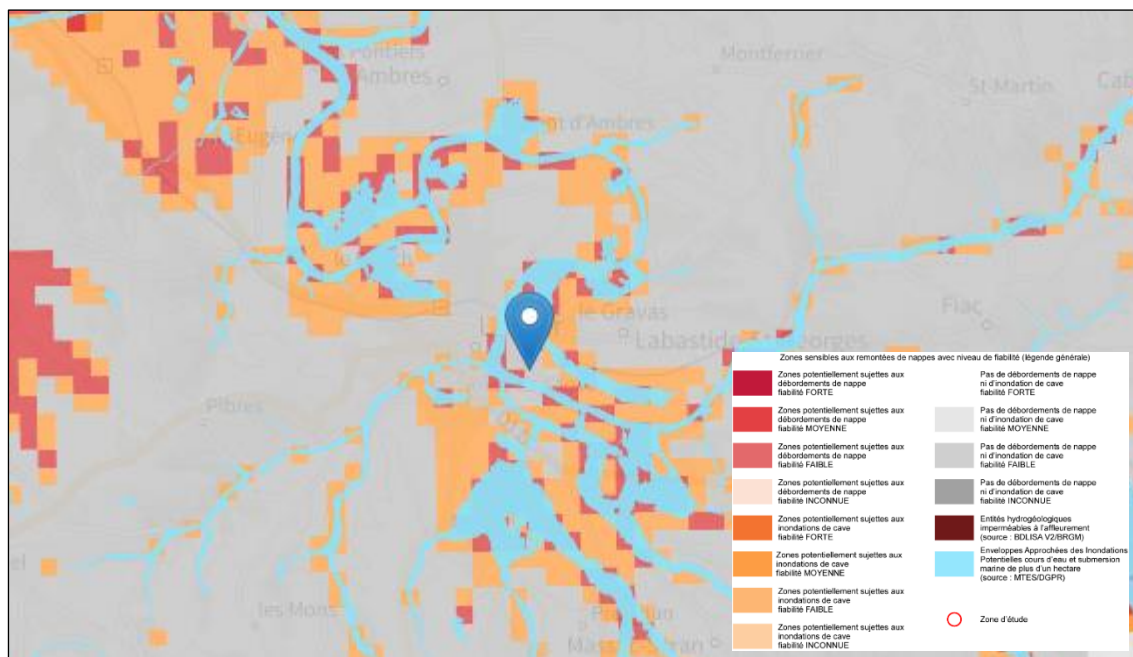 Pontiers
Montferrier
Ambres
St-Martin
Cab
nt d'Ambres
Eugène
Fiac
le Gravas
Labastide
Georges
Pibres
les Mons
Zones sensibles aux remontées de nappes avec niveau de fiabilité (légende générale)
Zones potentiellement sujettes aux
débordements de nappe
fiabilité FORTE
Zones potentiellement sujettes aux
débordements de nappe
fiabilité MOYENNE
Zones potentiellement sujettes aux
débordements de nappe
fiabilité FAIBLE
Zones potentiellement sujettes aux
débordements de nappe
fiabilité INCONNUE
Zones potentiellement sujettes aux
inondations de cave
fiabilité FORTE
Zones potentiellement sujettes aux
inondations de cave
fiabilité MOYENNE
Zones potentiellement sujettes aux
inondations de cave
fiabilité FAIBLE
Zones potentiellement sujettes aux
inondations de cave
fiabilité INCONNUE
Pas de débordements de nappe
ni d'inondation de cave
fiabilité FORTE
Pas de débordements de nappe
ni d'inondation de cave
fiabilité MOYENNE
Pas de débordements de nappe
ni d'inondation de cave
fiabilité FAIBLE
Pas de débordements de nappe
ni d'inondation de cave
fiabilité INCONNUE
Entités hydrogéologiques
imperméables à l'affleurement
(source : BDLISA V2/BRGM)
Enveloppes Approchées des Inondations
Potentielles cours d'eau et submersion
marine de plus d'un hectare
(source : MTES/DGPR)
Zone d'étude